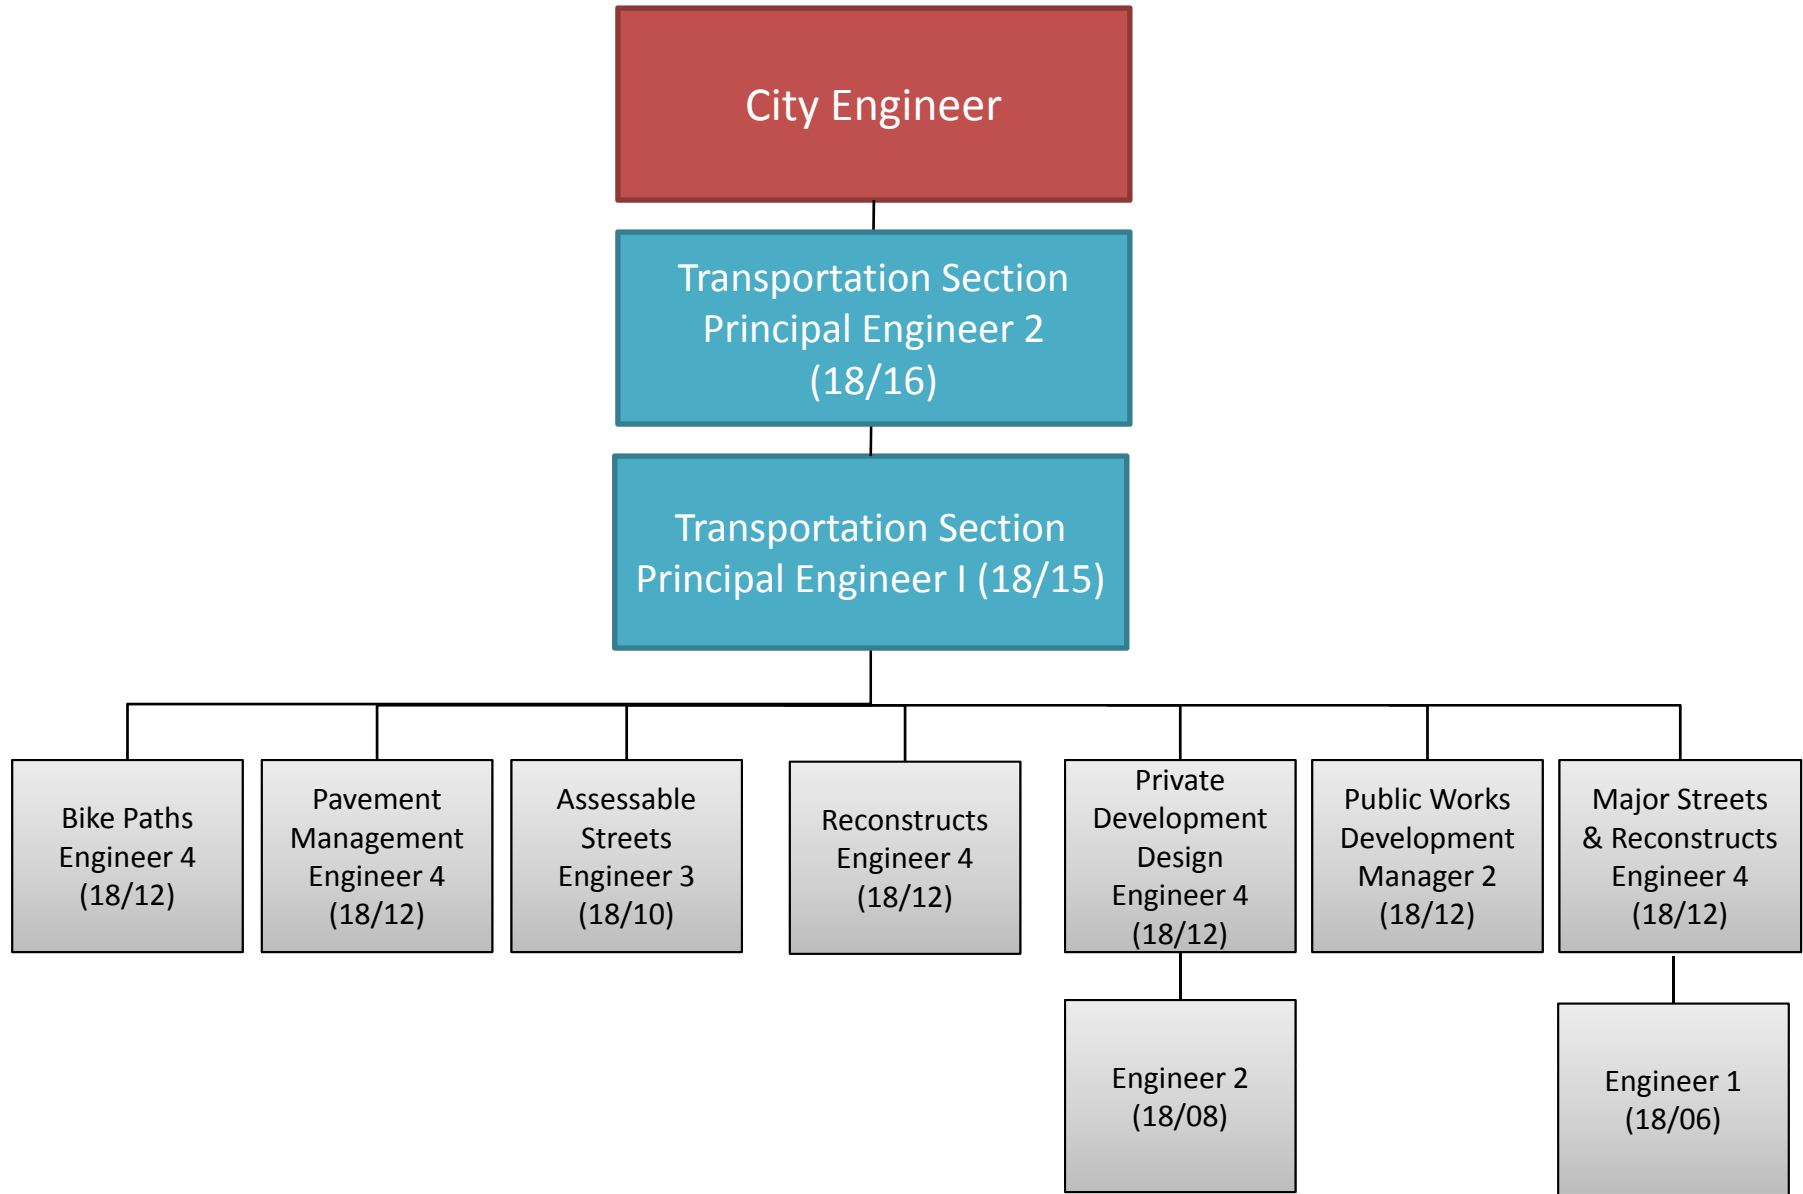 City Engineer
Transportation Section
Principal Engineer 2
(18/16)
Transportation Section
Principal Engineer I (18/15)
Bike Paths
Engineer 4
(18/12)
Pavement
Management
Engineer 4
(18/12)
Assessable
Streets
Engineer 3
(18/10)
Reconstructs
Engineer 4
(18/12)
Private
Development
Design
Engineer 4
(18/12)
Public Works
Development
Manager 2
(18/12)
Major Streets
& Reconstructs
Engineer 4
(18/12)
Engineer 2
(18/08)
Engineer 1
(18/06)